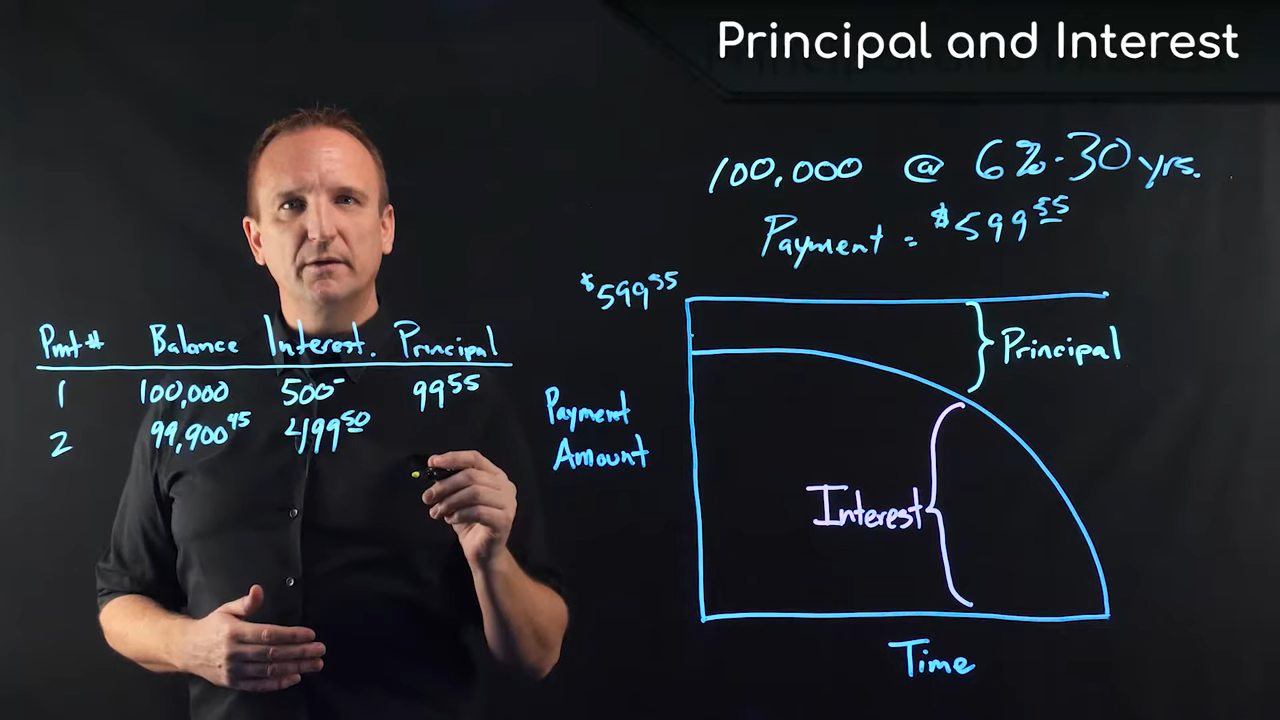 Principal and Interest
100,000 @ 6% - 30 yrs.
Payment = $599 55
$599 55
Principal
Payment
Amount
Interest
Time
Pmt # Balance Interest. Principal
1 100,000 500- 99 55
2 99,900 45 499 50